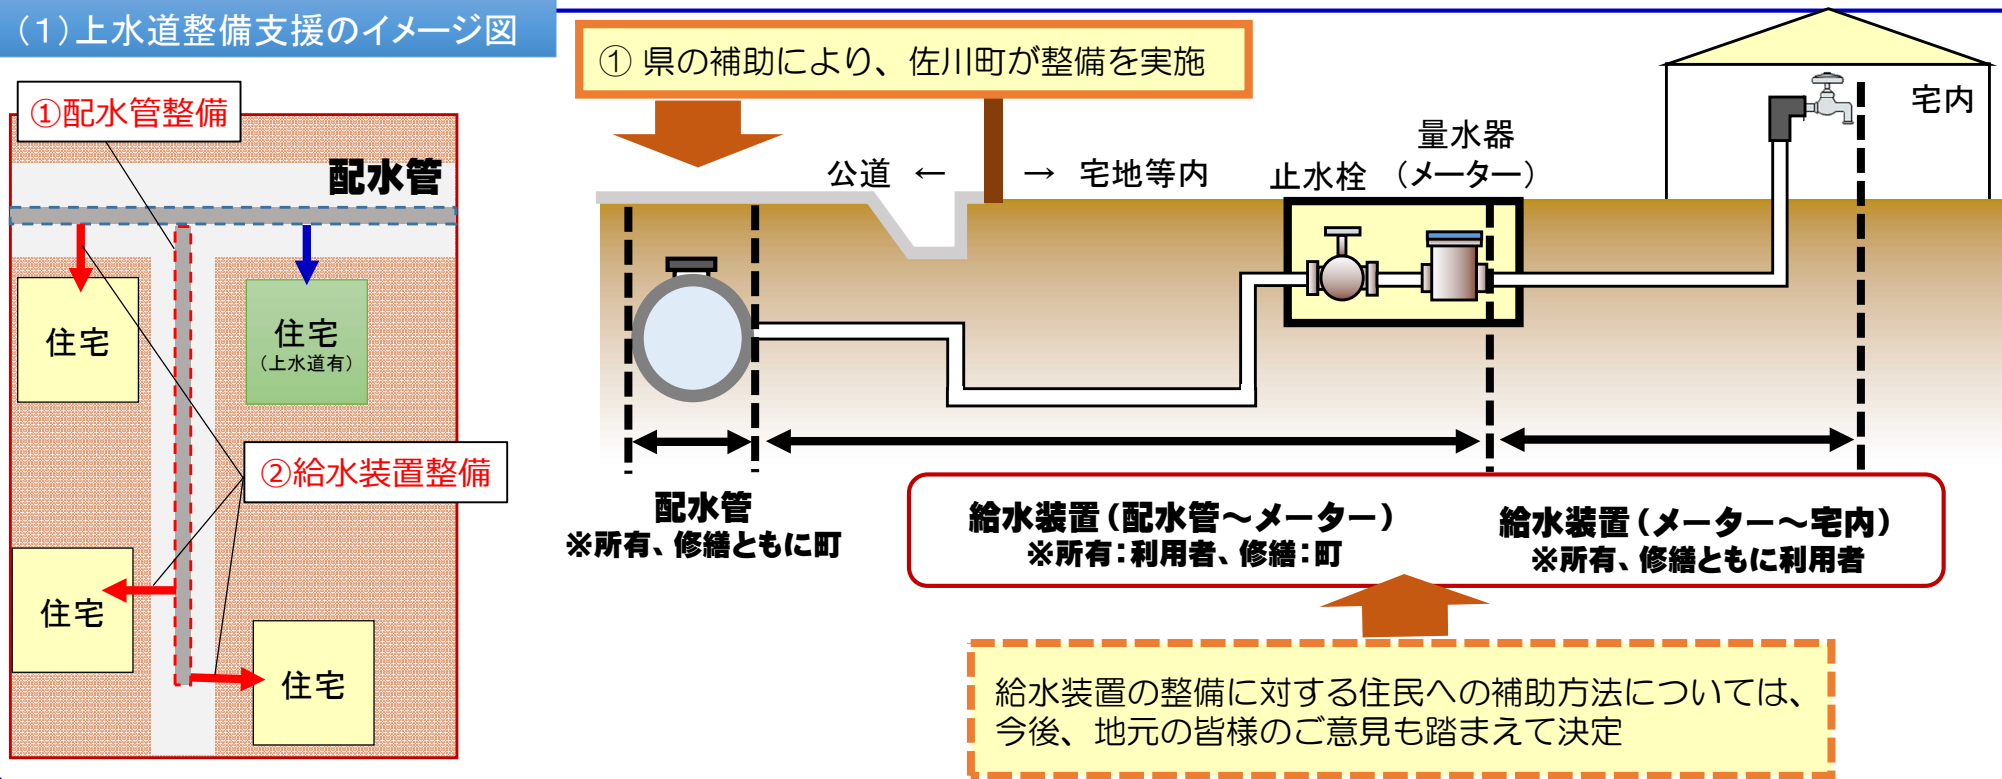 (1)上水道整備支援のイメージ図
①配水管整備
配水管
住宅
住宅
(上水道有)
②給水装置整備
住宅
住宅
① 県の補助により、佐川町が整備を実施
公道 ←
→ 宅地等内
止水栓
量水器
(メーター)
宅内
配水管
※所有、修繕ともに町
給水装置(配水管~メーター)
※所有:利用者、修繕:町
給水装置(メーター~宅内)
※所有、修繕ともに利用者
給水装置の整備に対する住民への補助方法については、
今後、地元の皆様のご意見も踏まえて決定